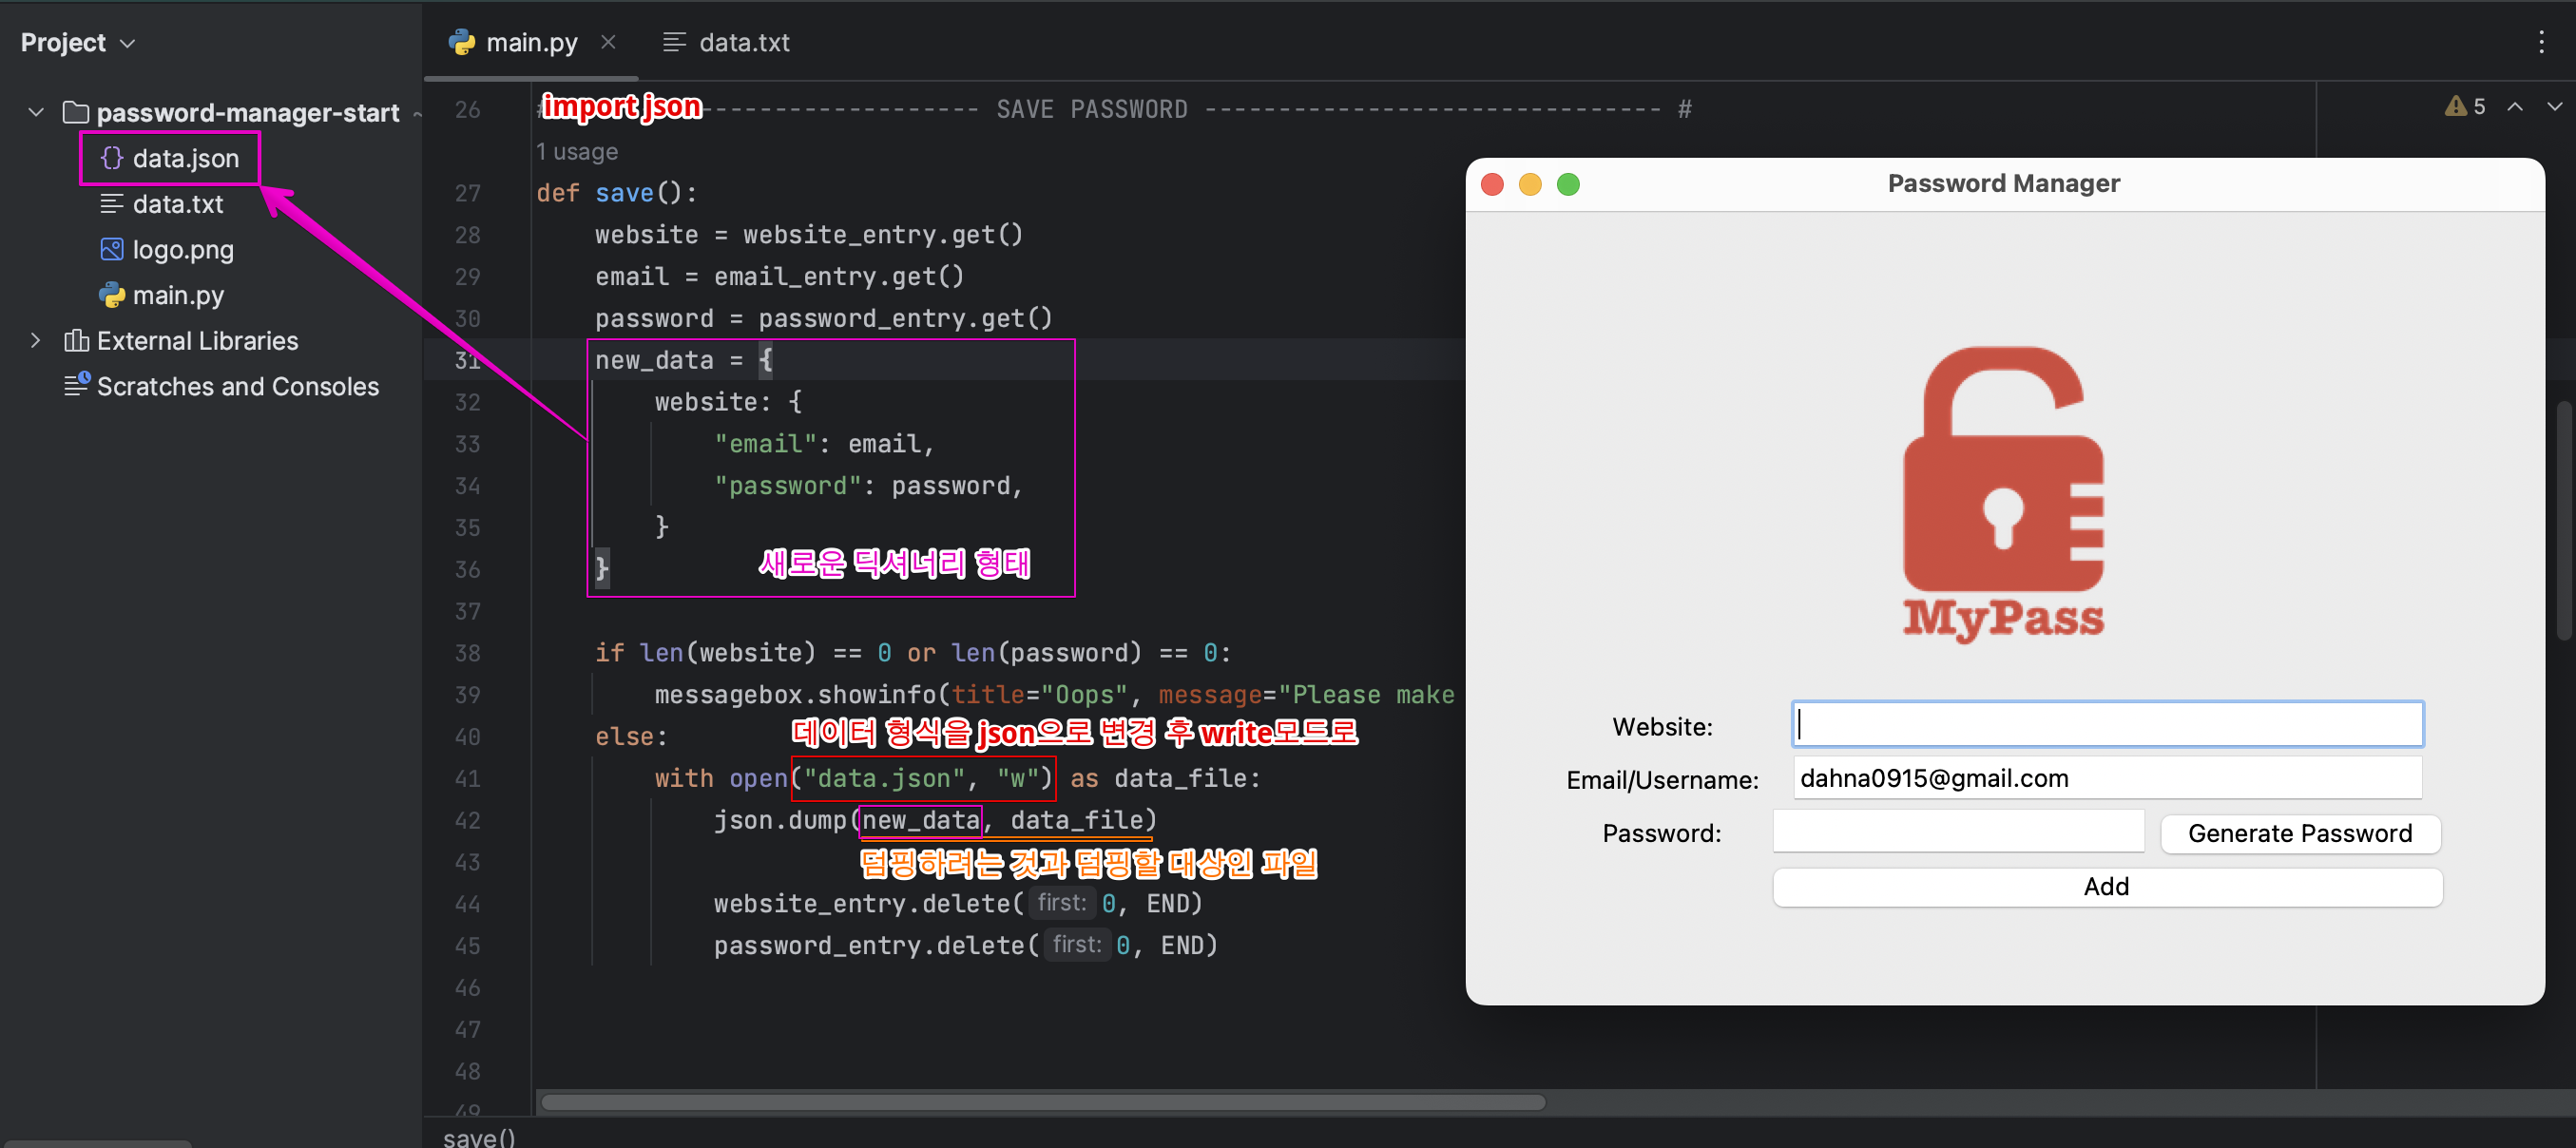 Project
main.py
data.txt
password-manager-start ~
data.json
data.txt
logo.png
main.py
External Libraries
Scratches and Consoles
26 import json -------------------- SAVE PASSWORD ------------------------------- #
5
1 usage
27 def save():
28 website = website_entry.get()
29 email = email_entry.get()
30 password = password_entry.get()
31 new_data = {
32 website: {
33 "email": email,
34 "password": password,
35 }
36 }
새로운 딕셔너리 형태
37
38 if len(website) == 0 or len(password) == 0:
39 messagebox.showinfo(title="Oops", message="Please make
데이터 형식을 json으로 변경 후 write모드로
40 else:
41 with open("data.json", "w") as data_file:
42 json.dump(new_data, data_file)
덤핑하려는 것과 덤핑할 대상인 파일
43
44 website_entry.delete( first: 0, END)
45 password_entry.delete( first: 0, END)
46
47
48
49
save()
Password Manager
MyPass
Website:
Email/Username: dahna0915@gmail.com
Password: Generate Password
Add